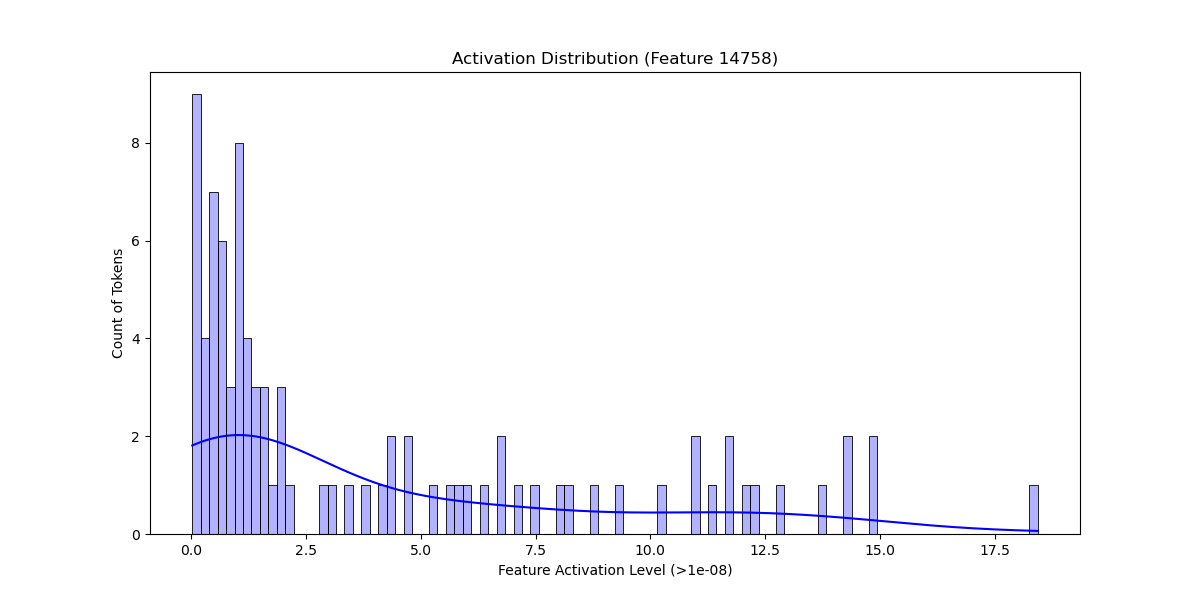 Activation Distribution (Feature 14758)
Count of Tokens
8
6
4
2
0
0.0 2.5 5.0 7.5 10.0 12.5 15.0 17.5
Feature Activation Level (>1e-08)